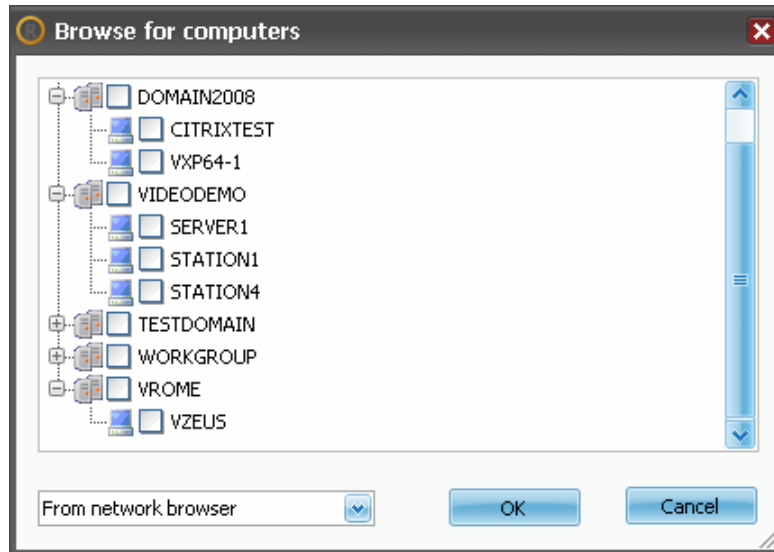 Browse for computers
DOMAIN2008
CITRIXTEST
VXP64-1
VIDEODEMO
SERVER1
STATION1
STATION4
TESTDOMAIN
WORKGROUP
VROME
VZEUS
From network browser
OK
Cancel